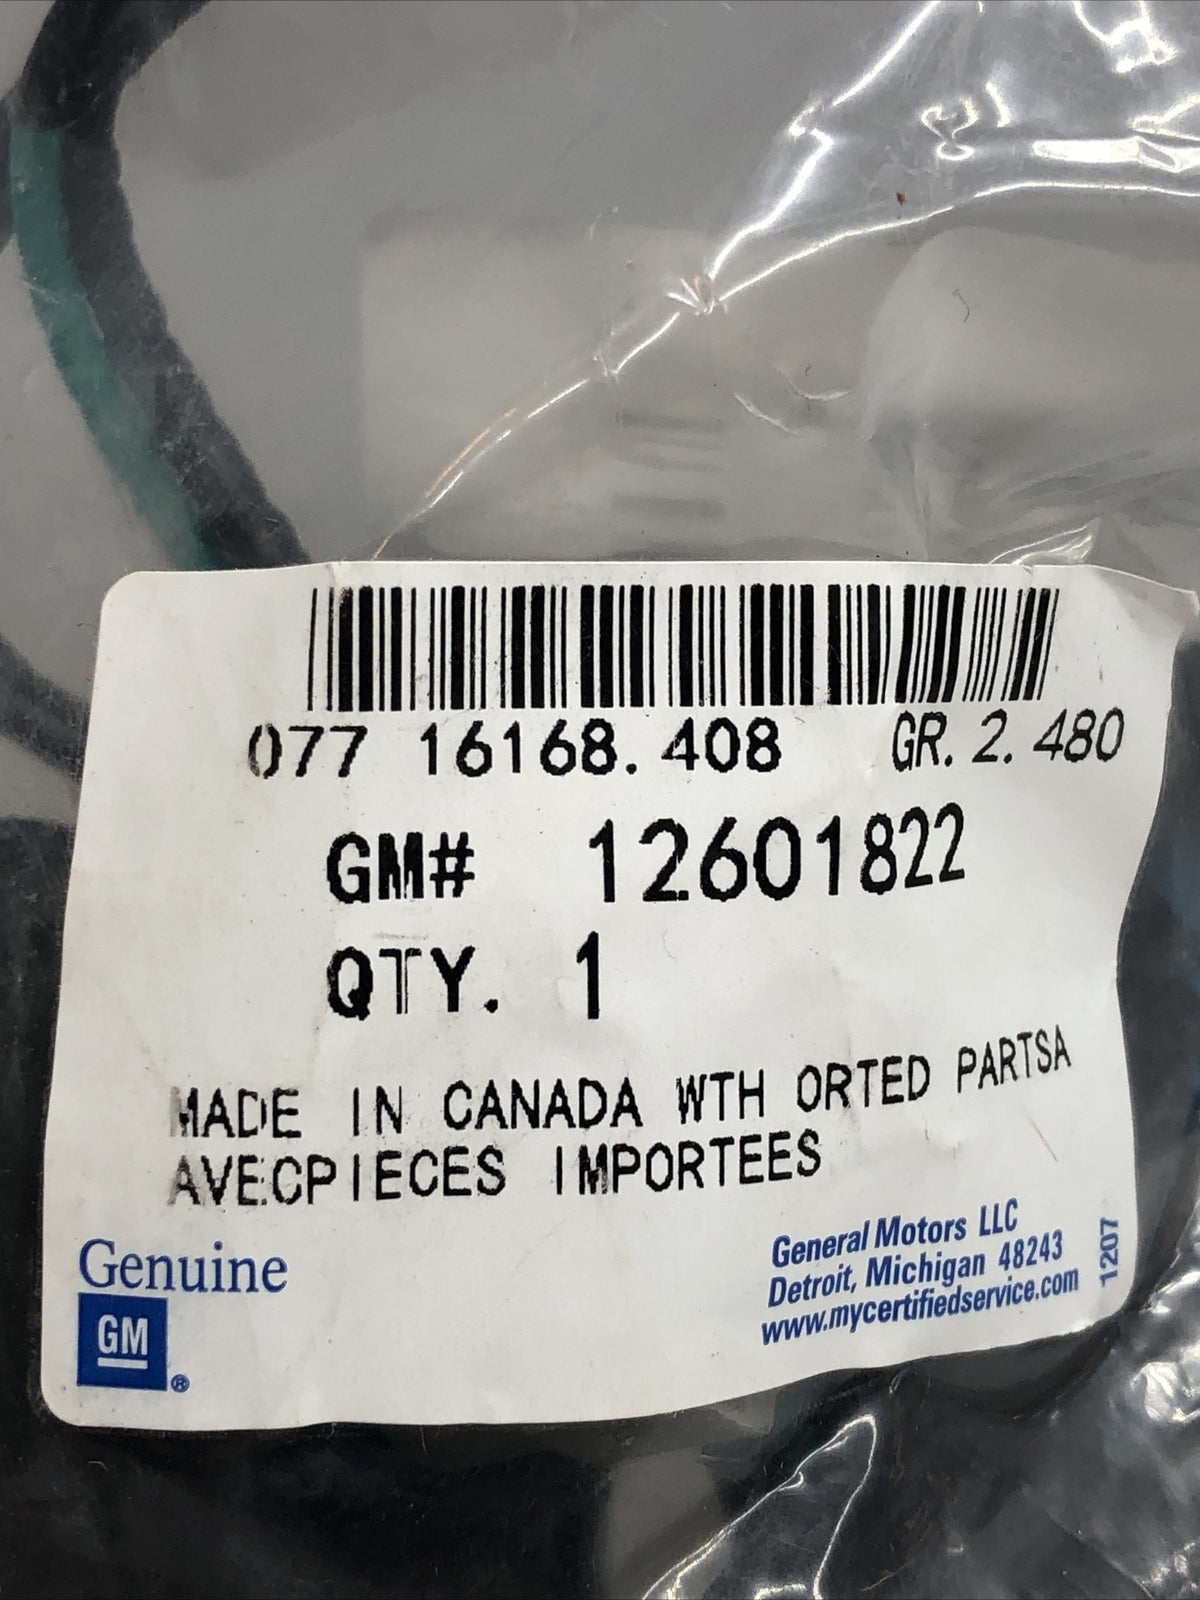 077 16168.408 GR. 2. 480
GM# 12601822
QTY. 1
MADE IN CANADA WTH ORTED PARTSA
AVECPIECES IMPORTEES
Genuine
GM®
General Motors LLC
Detroit, Michigan 48243
www.mycertifiedservice.com
1207